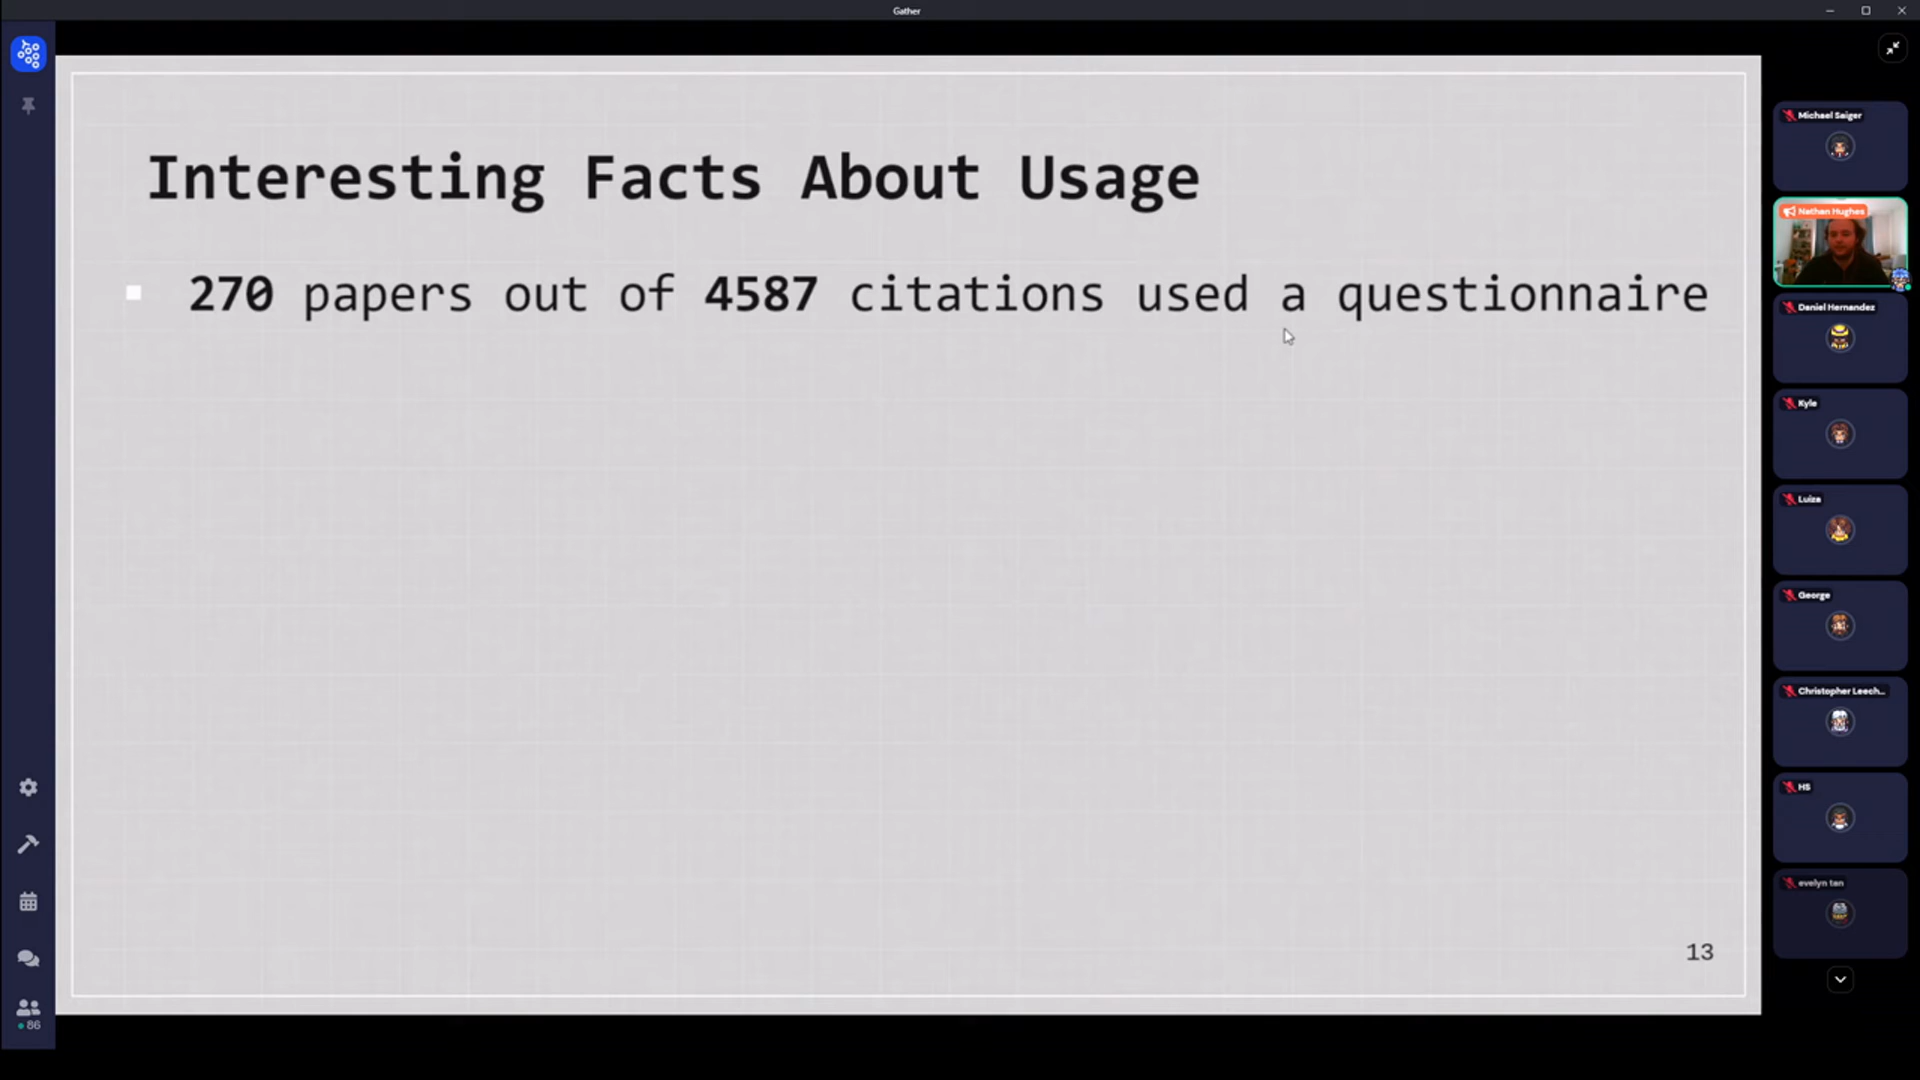 Gather
Interesting Facts About Usage
270 papers out of 4587 citations used a questionnaire
13
Michael Saiger
Nathan Hughes
Daniel Hernandez
Kyle
Luiza
George
Christopher Leech...
HS
evelyn tan
86